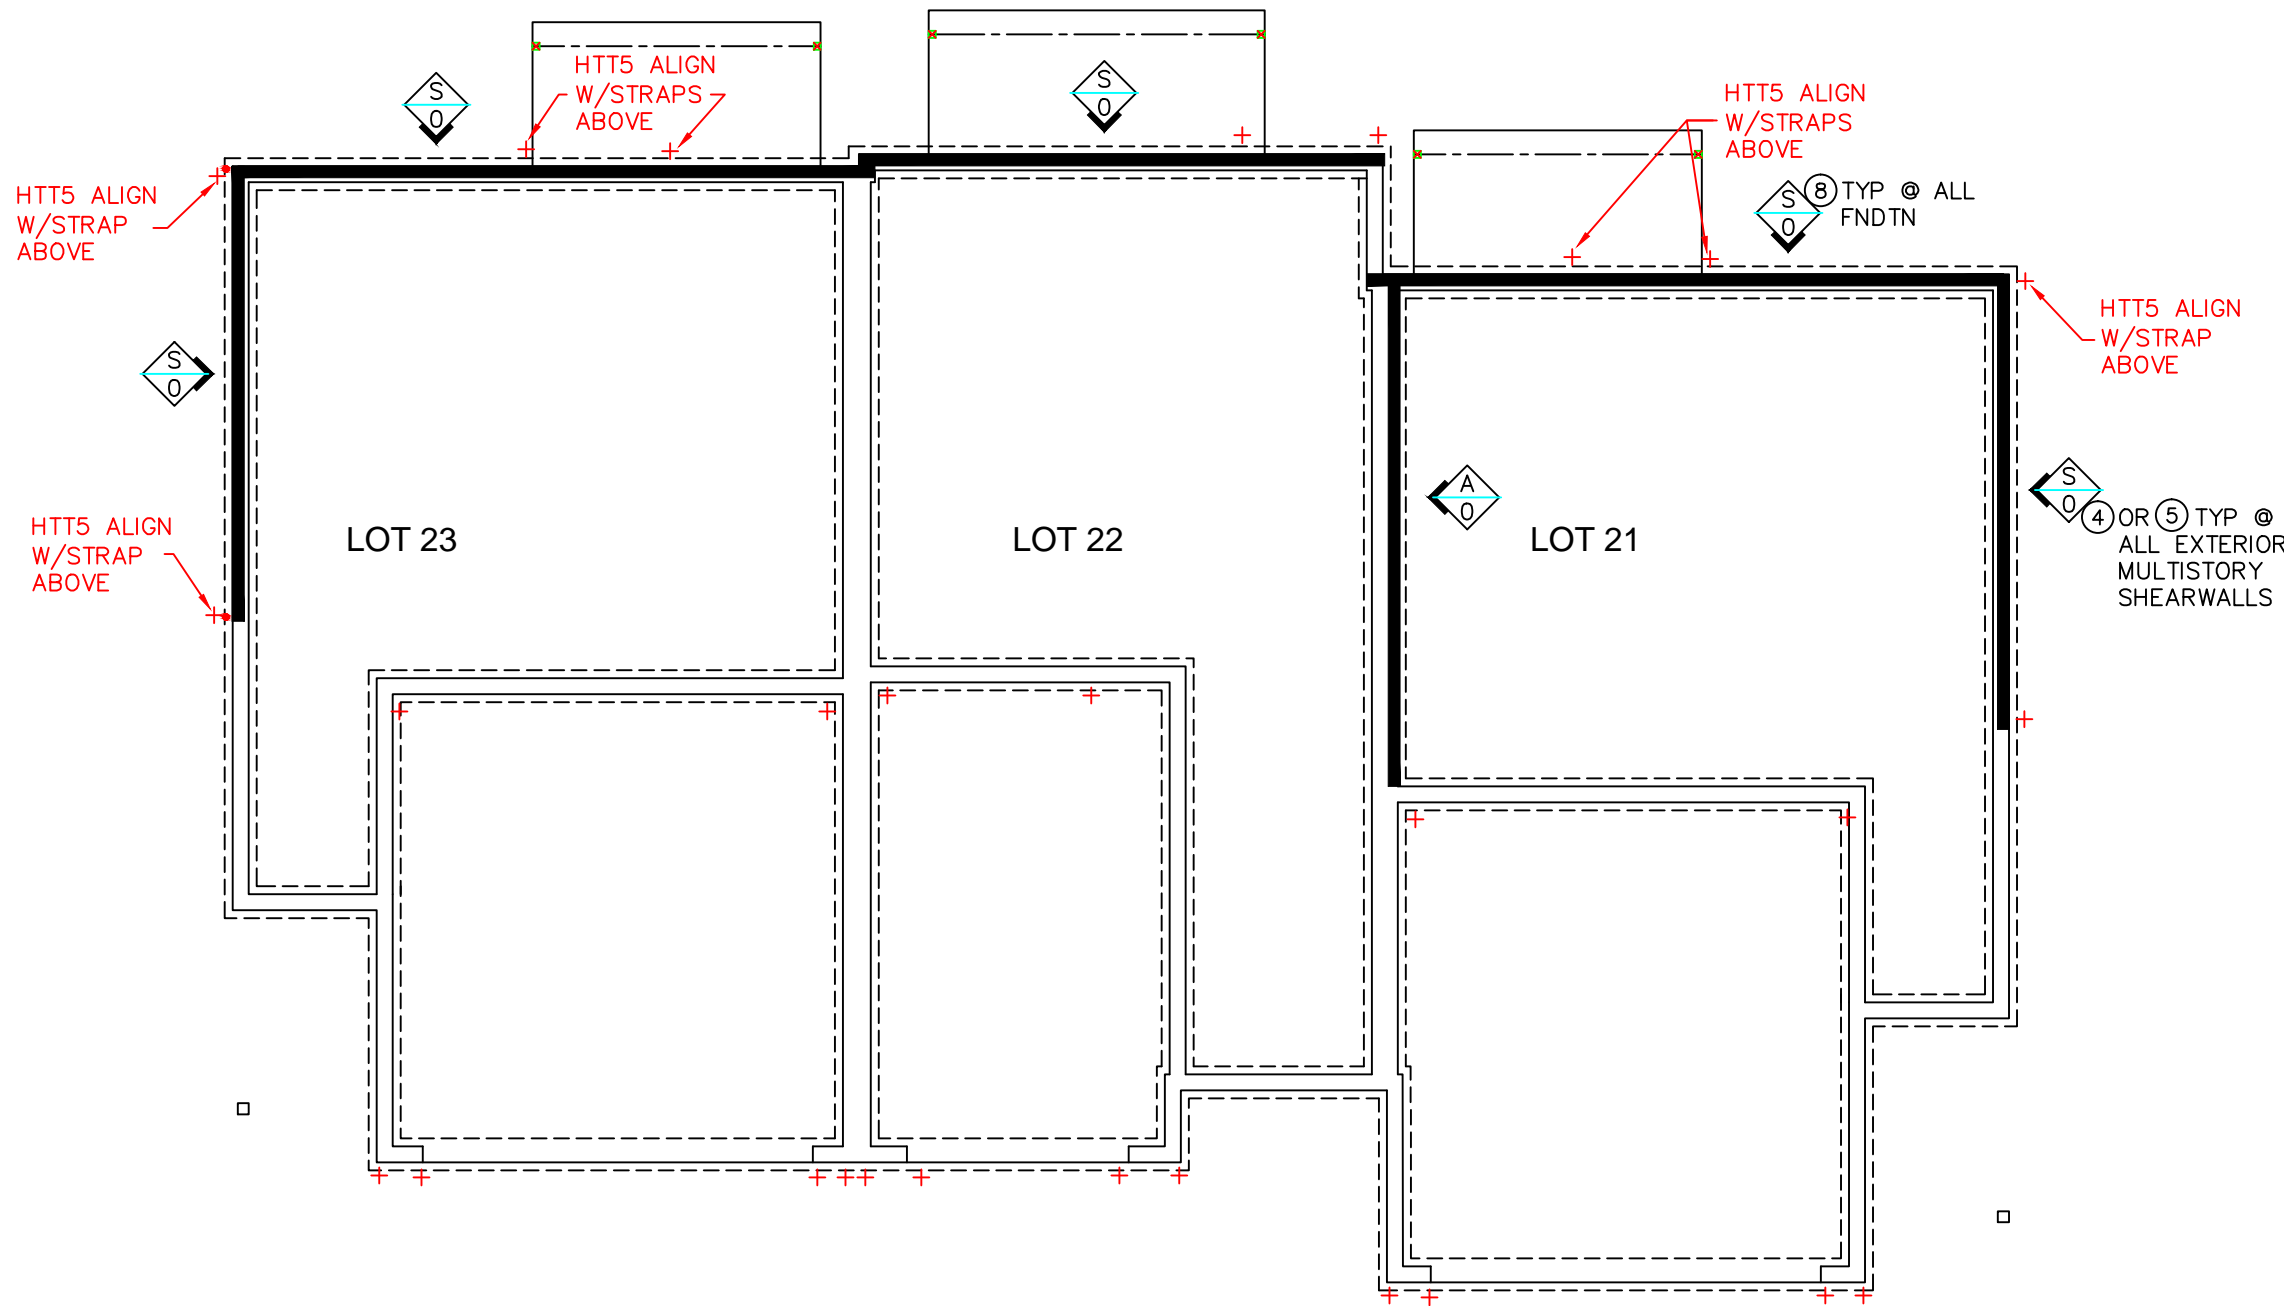 HTT5 ALIGN
W/STRAPS
ABOVE
S
0
S
0
HTT5 ALIGN
W/STRAPS
ABOVE
HTT5 ALIGN
W/STRAP
ABOVE
S
0
8 TYP @ ALL
FNDTN
HTT5 ALIGN
W/STRAP
ABOVE
S
0
A
0
S
0
4 OR 5 TYP @
ALL EXTERIOR
MULTISTORY
SHEARWALLS
HTT5 ALIGN
W/STRAP
ABOVE
LOT 23
LOT 22
LOT 21